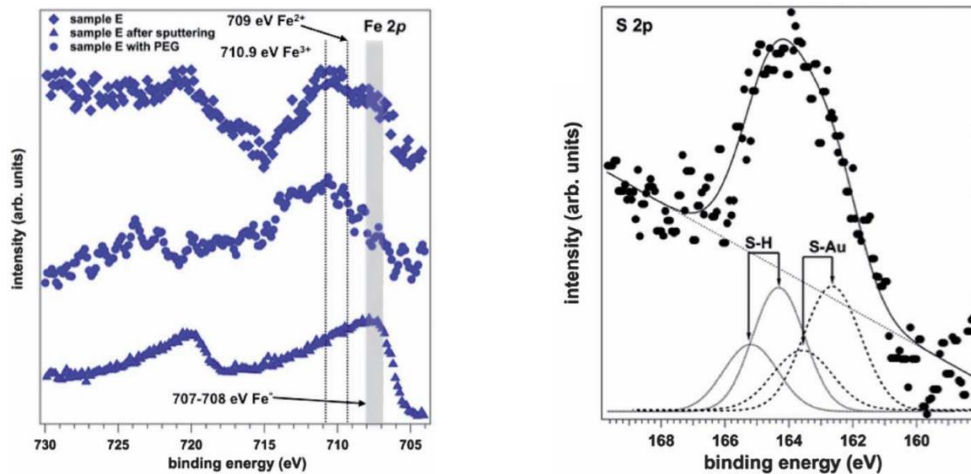 sample E
sample E after sputtering
sample E with PEG
709 eV Fe2+
710.9 eV Fe3+
Fe 2p
707-708 eV Fe*
intensity (arb. units)
730 725 720 715 710 705
binding energy (eV)
S 2p
S-H
S-Au
intensity (arb. units)
168 166 164 162 160
binding energy (eV)